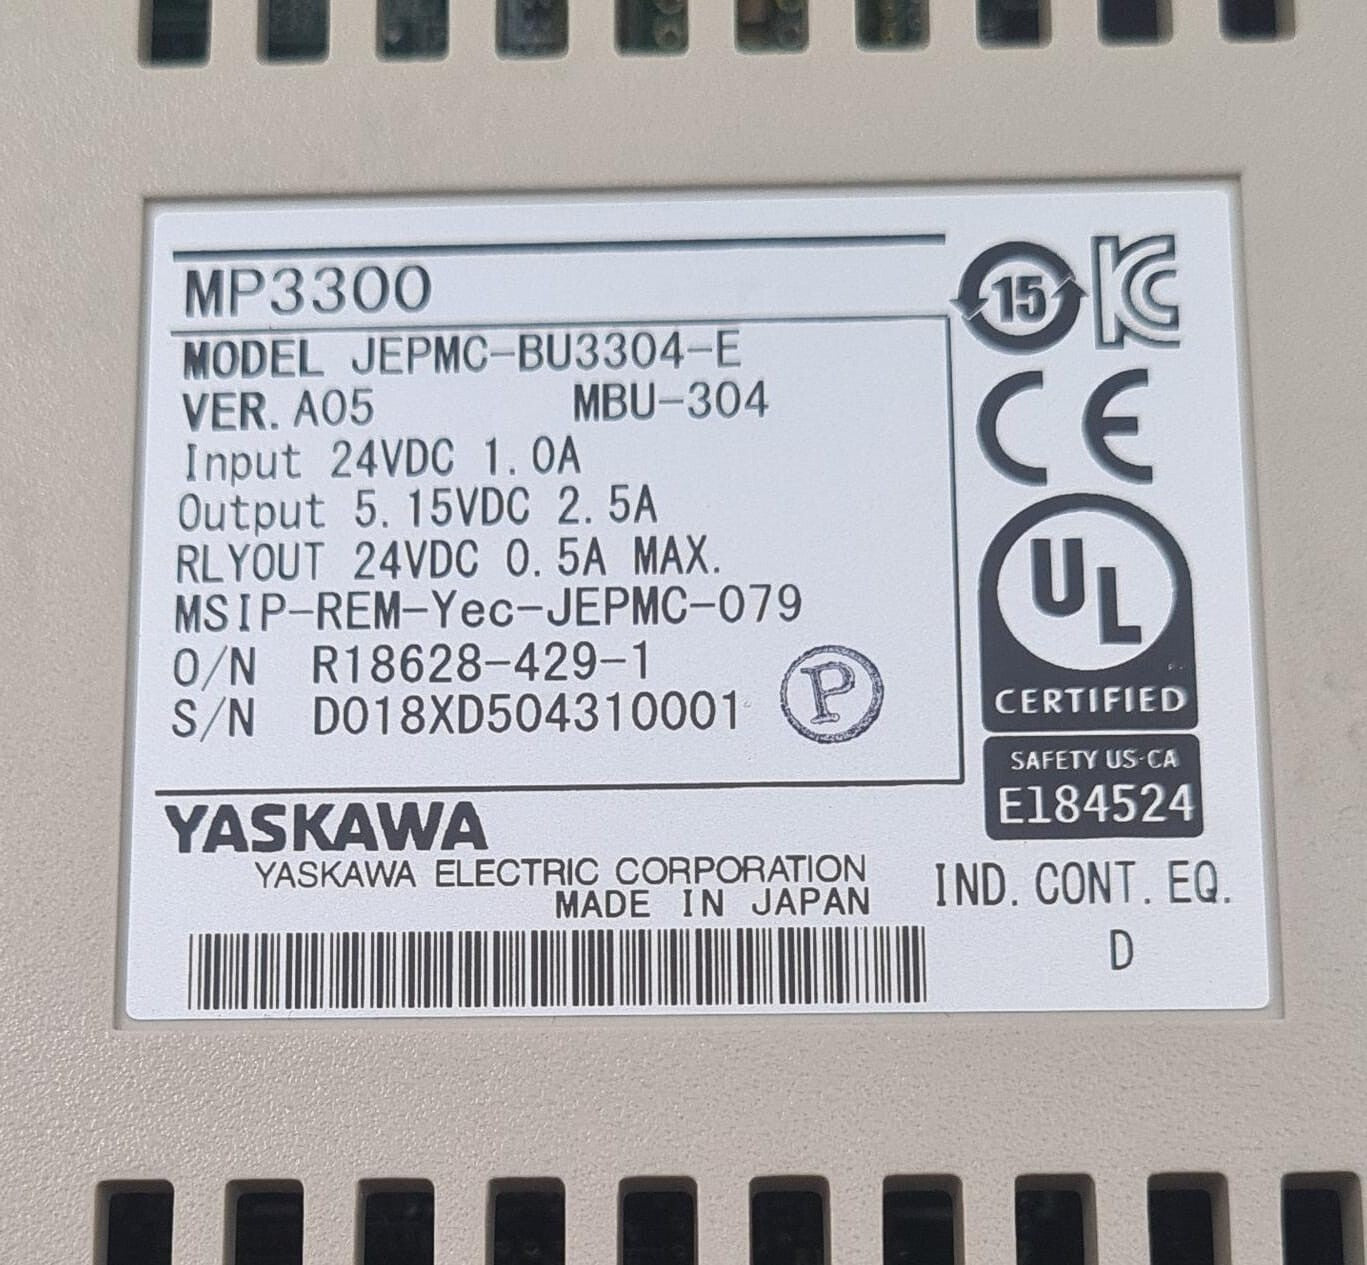 MP3300
MODEL JEPMC-BU3304-E
VER. A05 MBU-304
Input 24VDC 1.0A
Output 5.15VDC 2.5A
RLYOUT 24VDC 0.5A MAX.
MSIP-REM-Yec-JEPMC-079
O/N R18628-429-1
S/N D018XD504310001
P
15
KC
CE
UL
CERTIFIED
SAFETY US-CA
E184524
YASKAWA
YASKAWA ELECTRIC CORPORATION
MADE IN JAPAN
IND. CONT. EQ.
D